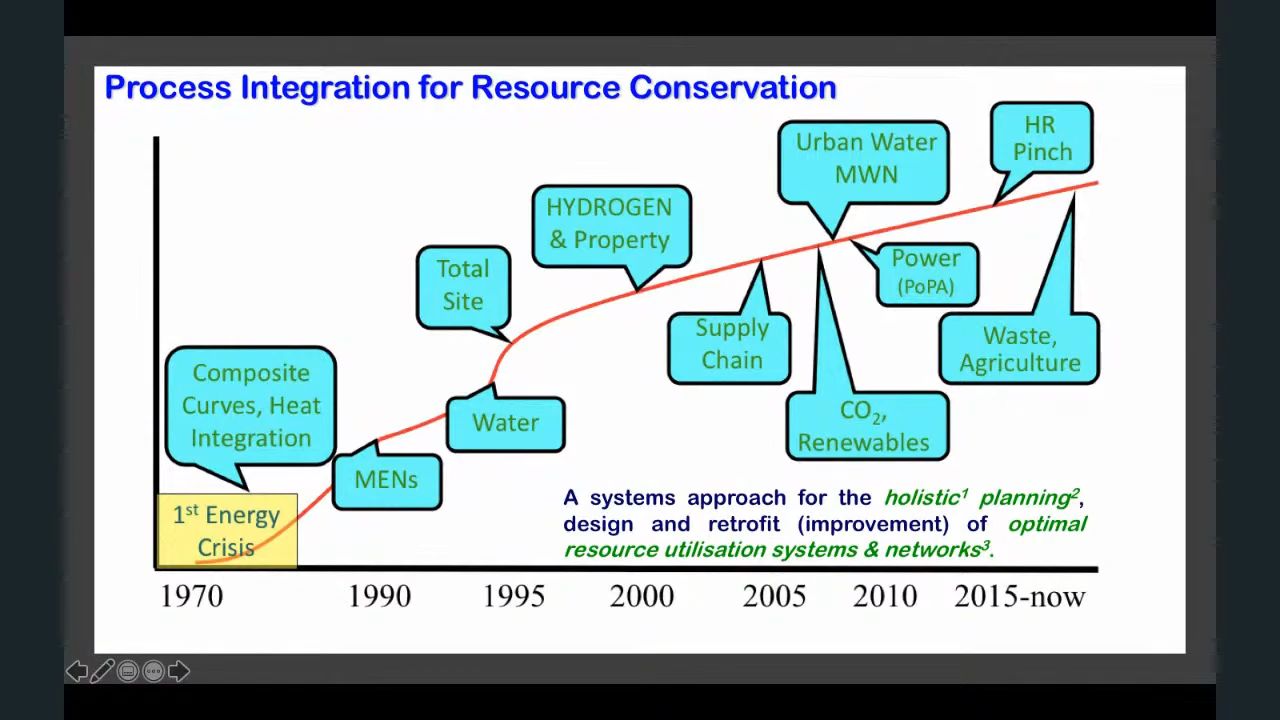 Process Integration for Resource Conservation
HR
Pinch
Urban Water
MWN
HYDROGEN
& Property
Total
Site
Power
(PoPA)
Supply
Chain
Waste,
Agriculture
Composite
Curves, Heat
Integration
Water
CO₂,
Renewables
MENs
1st Energy
Crisis
A systems approach for the holistic¹ planning²,
design and retrofit (improvement) of optimal
resource utilisation systems & networks³.
1970 1990 1995 2000 2005 2010 2015-now